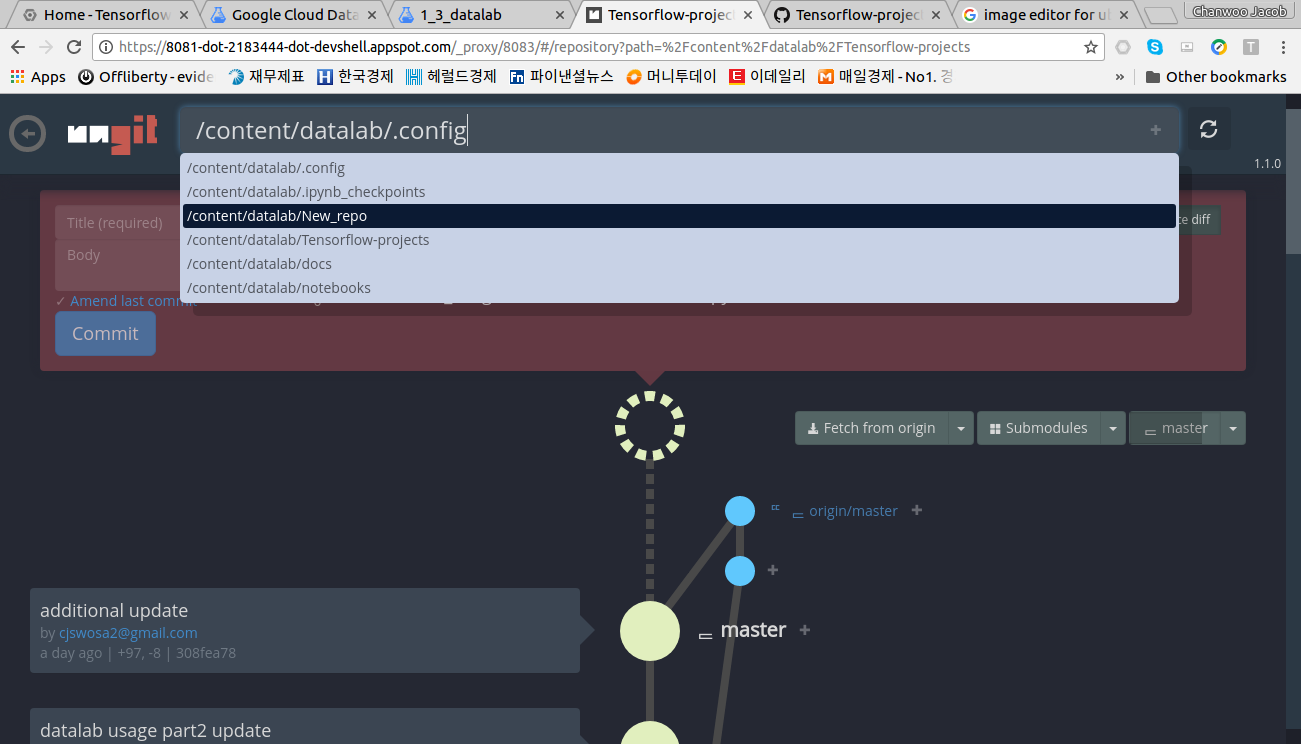 Home - Tensorflow
Google Cloud Data
1_3_datalab
Tensorflow-projec
Tensorflow-projec
image editor for u
Chanwoo Jacob
https://8081-dot-2183444-dot-devshell.appspot.com/_proxy/8083/#/repository?path=%2Fcontent%2Fdatalab%2FTensorflow-projects
Apps
Offliberty - evide
재무제표
한국경제
헤럴드경제
파이낸셜뉴스
머니투데이
이데일리
매일경제 - No1. 경
»
Other bookmarks
ungit
/content/datalab/.config
+
1.1.0
/content/datalab/.config
/content/datalab/.ipynb_checkpoints
/content/datalab/New_repo
/content/datalab/Tensorflow-projects
/content/datalab/docs
/content/datalab/notebooks
Title (required)
Body
ce diff
✓ Amend last commit
Commit
Fetch from origin
Submodules
master
origin/master +
+
additional update
by cjswosa2@gmail.com
a day ago | +97, -8 | 308fea78
master +
datalab usage part2 update